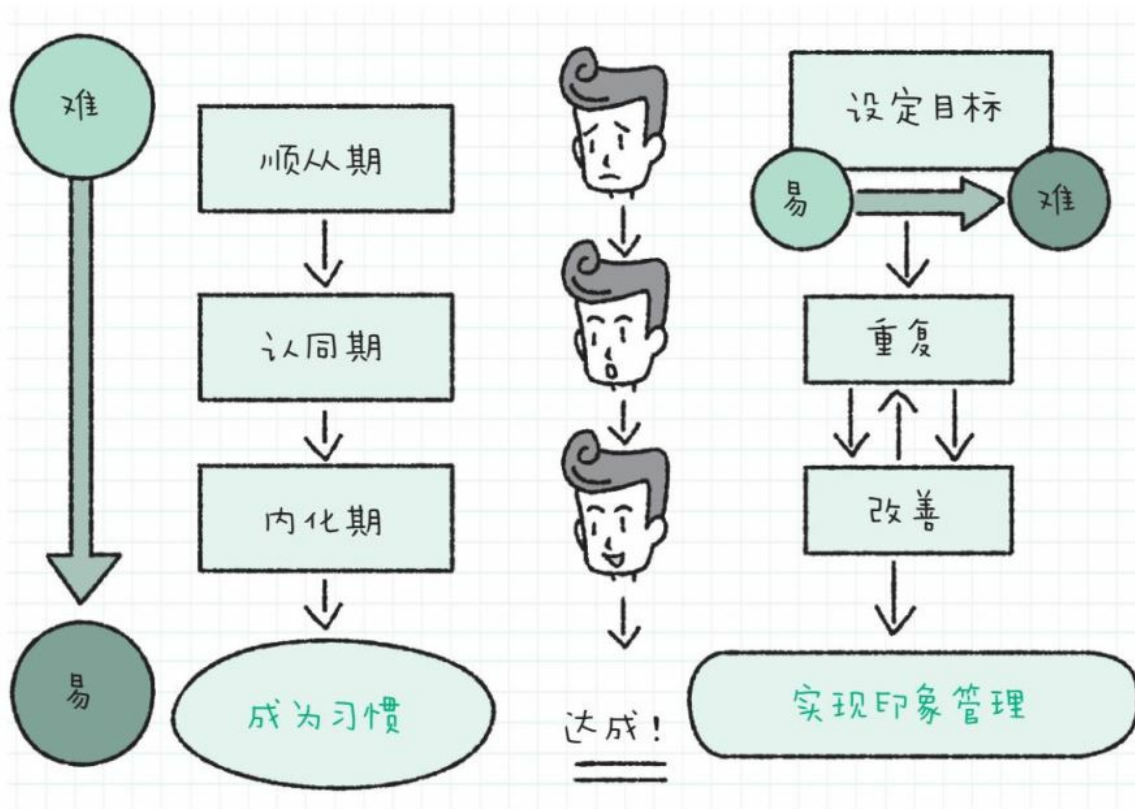 难
顺从期
认同期
内化期
易
成为习惯
达成！
设定目标
易
难
重复
改善
实现印象管理